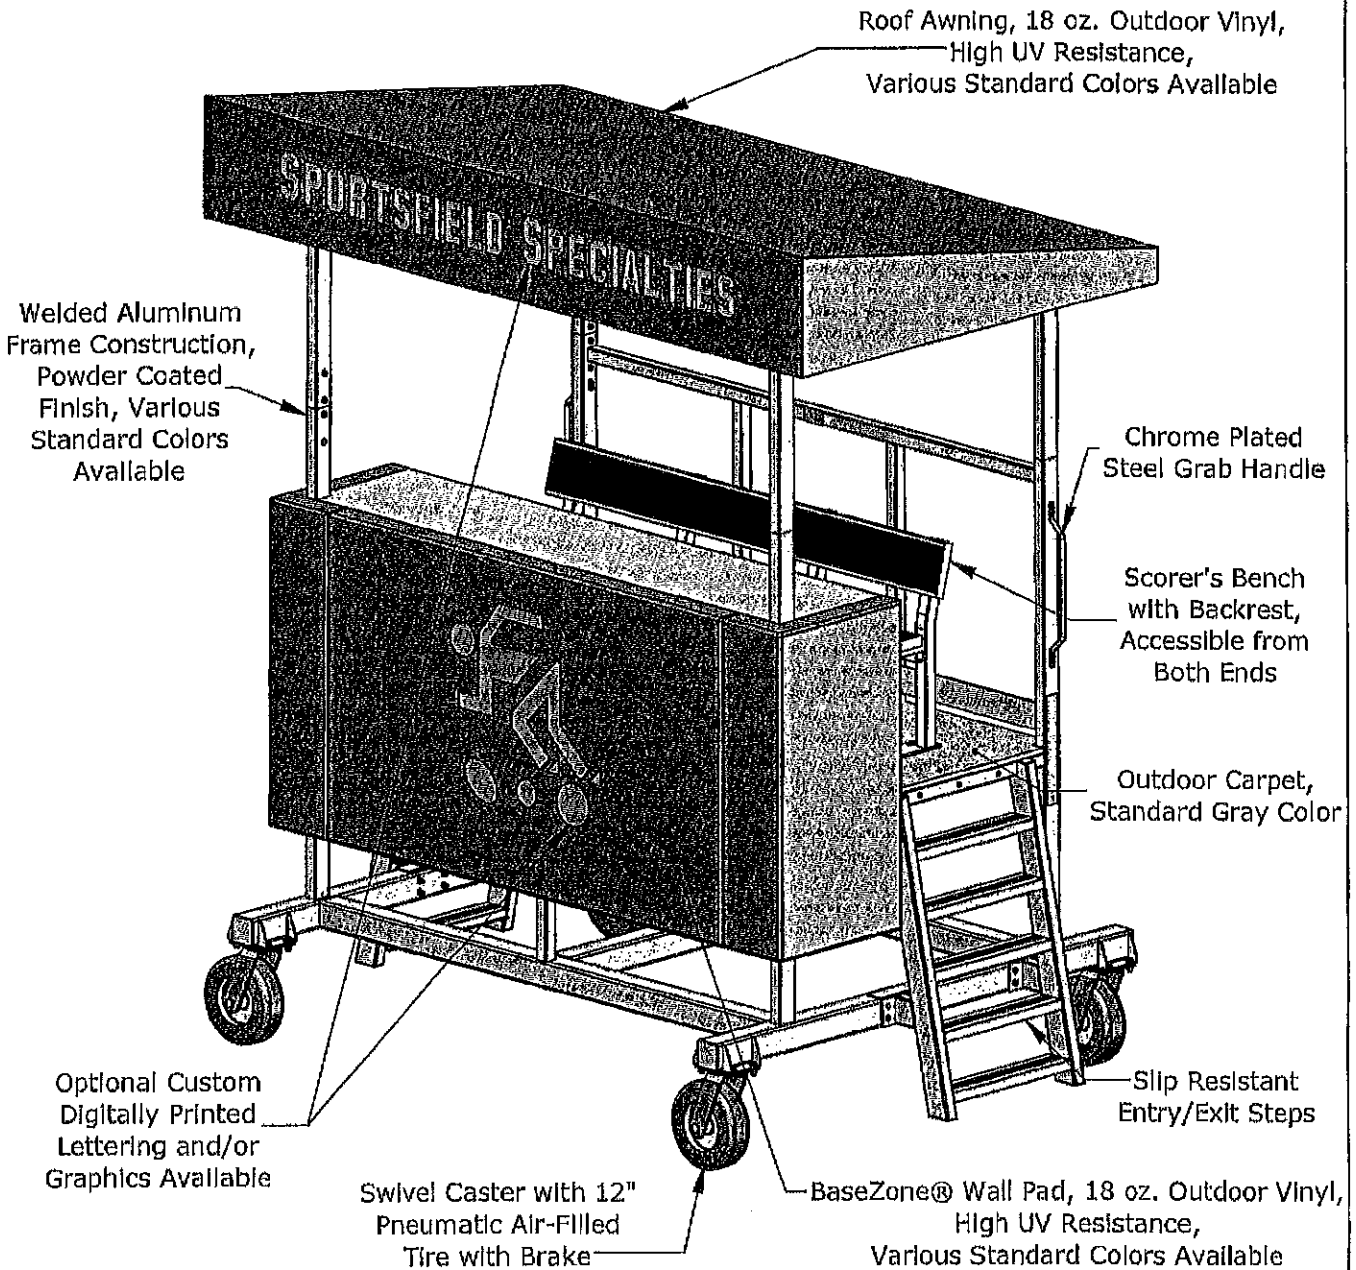 Roof Awning, 18 oz. Outdoor Vinyl,
High UV Resistance,
Various Standard Colors Available
SPORTSFIELD SPECIALTIES
Welded Aluminum
Frame Construction,
Powder Coated
Finish, Various
Standard Colors
Available
Chrome Plated
Steel Grab Handle
Scorer's Bench
with Backrest,
Accessible from
Both Ends
Outdoor Carpet,
Standard Gray Color
Slip Resistant
Entry/Exit Steps
Optional Custom
Digitally Printed
Lettering and/or
Graphics Available
Swivel Caster with 12"
Pneumatic Air-Filled
Tire with Brake
BaseZone® Wall Pad, 18 oz. Outdoor Vinyl,
High UV Resistance,
Various Standard Colors Available